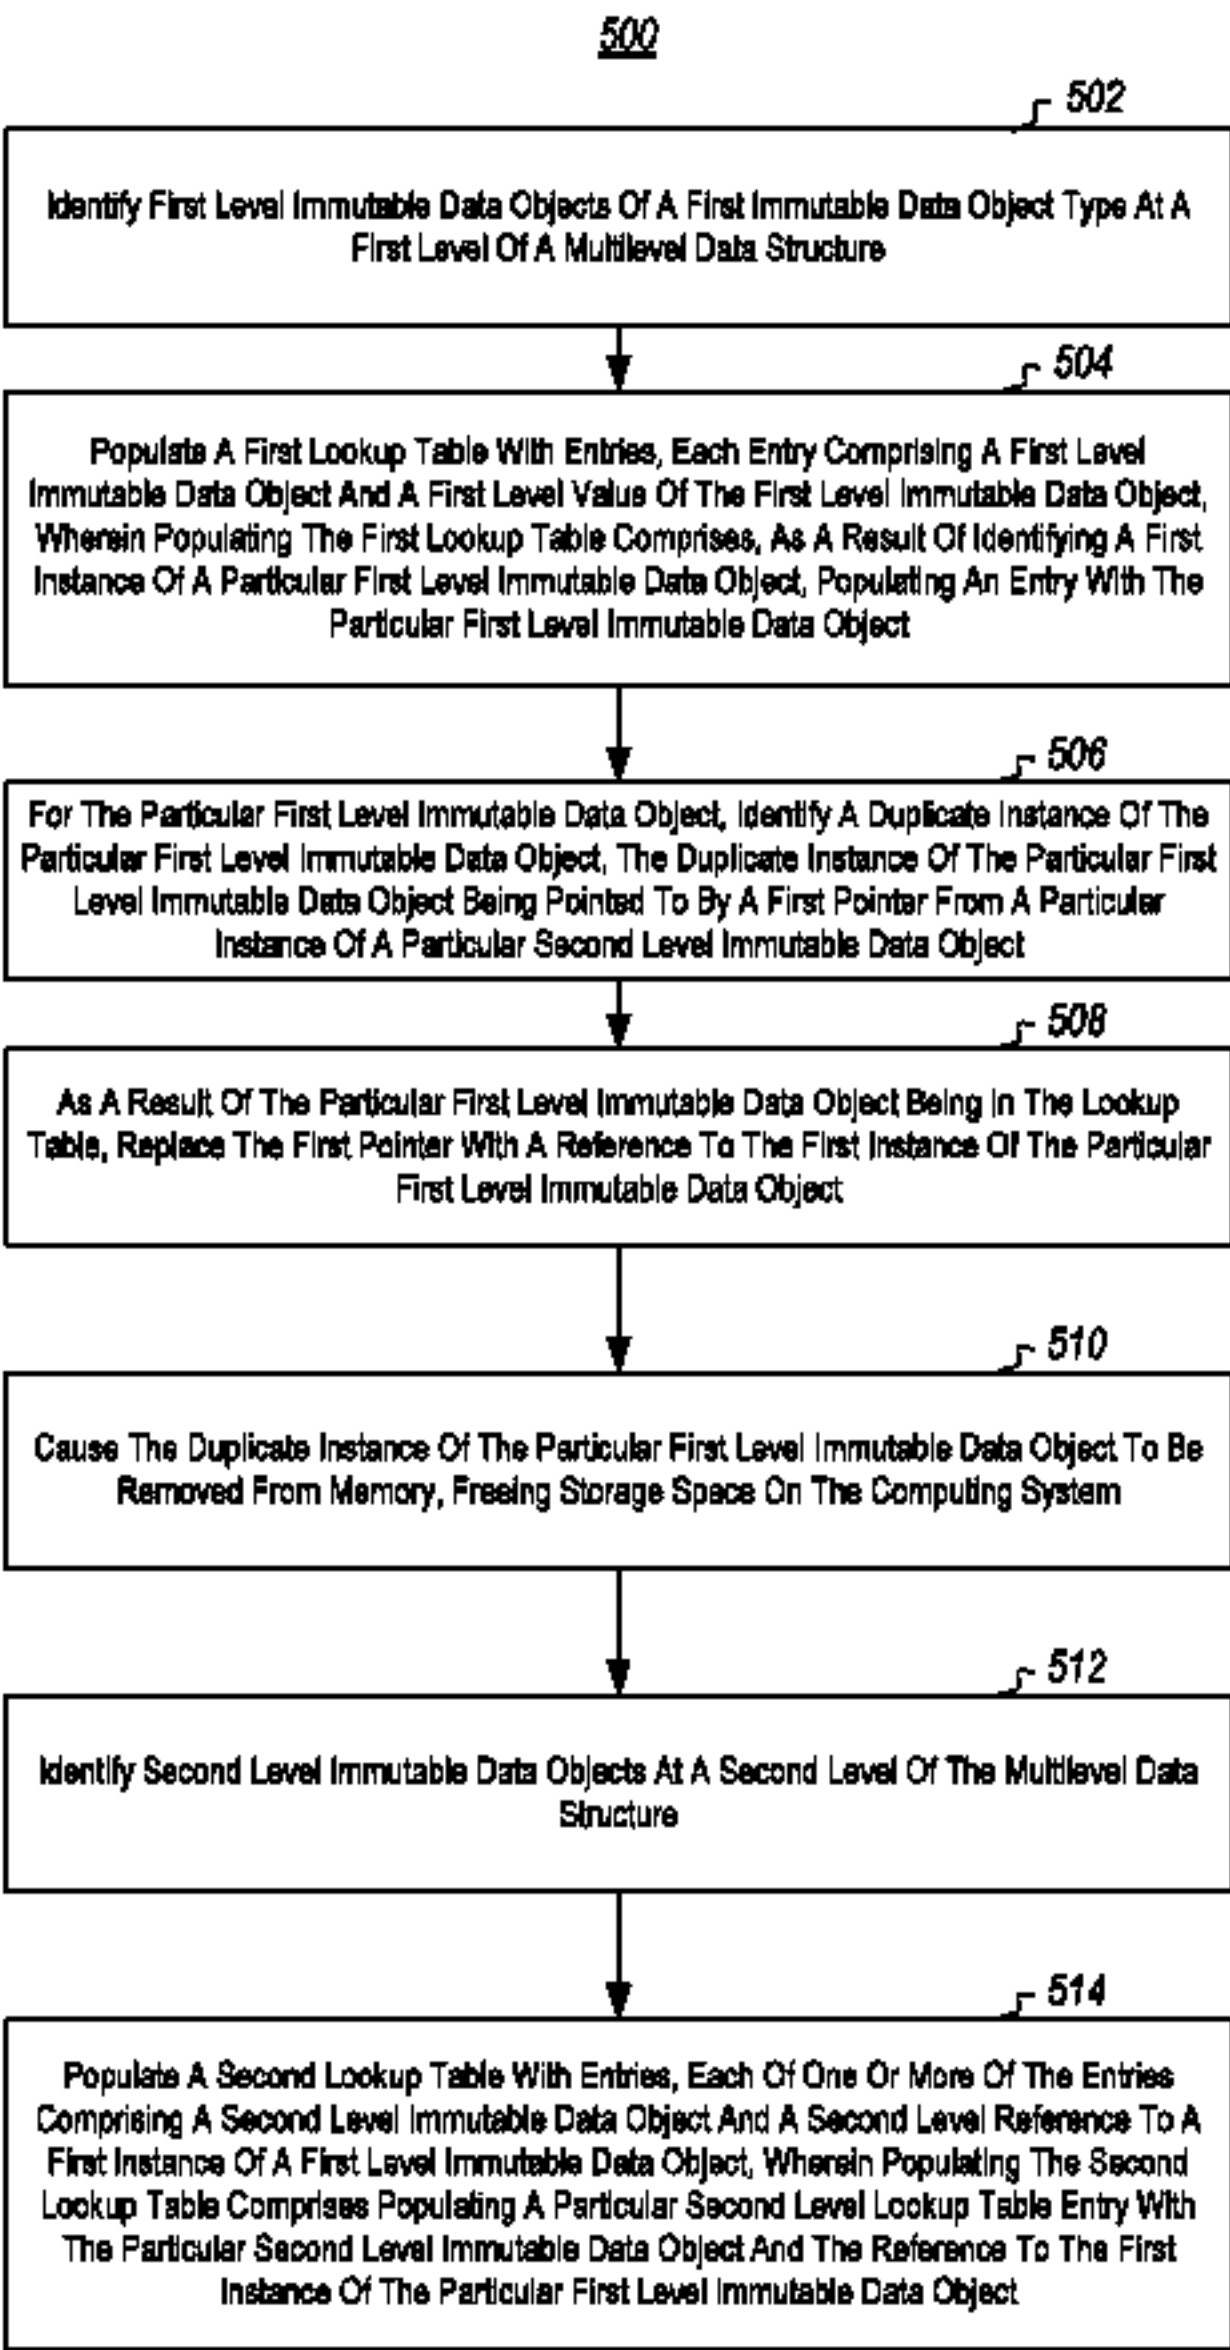 500
502
Identify First Level Immutable Data Objects Of A First Immutable Data Object Type At A
First Level Of A Multilevel Data Structure
504
Populate A First Lookup Table With Entries, Each Entry Comprising A First Level
Immutable Data Object And A First Level Value Of The First Level Immutable Data Object,
Wherein Populating The First Lookup Table Comprises, As A Result Of Identifying A First
Instance Of A Particular First Level Immutable Data Object, Populating An Entry With The
Particular First Level Immutable Data Object
506
For The Particular First Level Immutable Data Object, Identify A Duplicate Instance Of The
Particular First Level Immutable Data Object, The Duplicate Instance Of The Particular First
Level Immutable Data Object Being Pointed To By A First Pointer From A Particular
Instance Of A Particular Second Level Immutable Data Object
508
As A Result Of The Particular First Level Immutable Data Object Being In The Lookup
Table, Replace The First Pointer With A Reference To The First Instance Of The Particular
First Level Immutable Data Object
510
Cause The Duplicate Instance Of The Particular First Level Immutable Data Object To Be
Removed From Memory, Freeing Storage Space On The Computing System
512
Identify Second Level Immutable Data Objects At A Second Level Of The Multilevel Data
Structure
514
Populate A Second Lookup Table With Entries, Each Of One Or More Of The Entries
Comprising A Second Level Immutable Data Object And A Second Level Reference To A
First Instance Of A First Level Immutable Data Object, Wherein Populating The Second
Lookup Table Comprises Populating A Particular Second Level Lookup Table Entry With
The Particular Second Level Immutable Data Object And The Reference To The First
Instance Of The Particular First Level Immutable Data Object